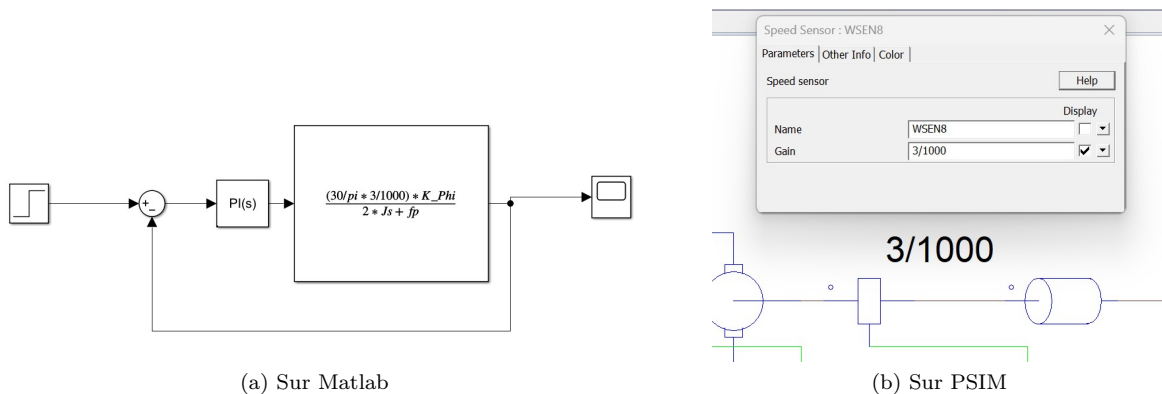 +
−
PI(s)
(30/pi * 3/1000) * K_Phi
2 * Js + fp
(a) Sur Matlab
Speed Sensor : WSEN8
Parameters Other Info Color
Speed sensor
Help
Display
Name
WSEN8
Gain
3/1000
3/1000
(b) Sur PSIM